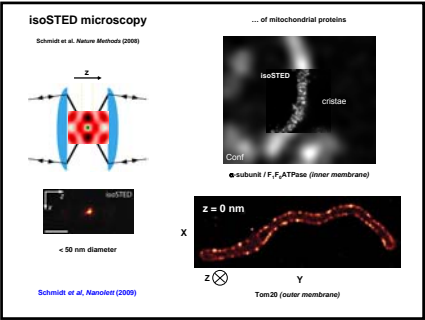 isoSTED microscopy
Schmidt et al. Nature Methods (2008)
z
isoSTED
z
x
< 50 nm diameter
Schmidt et al, Nanolett (2009)
... of mitochondrial proteins
isoSTED
cristae
Conf
α-subunit / F1F0ATPase (inner membrane)
z = 0 nm
X
Z
Y
Tom20 (outer membrane)